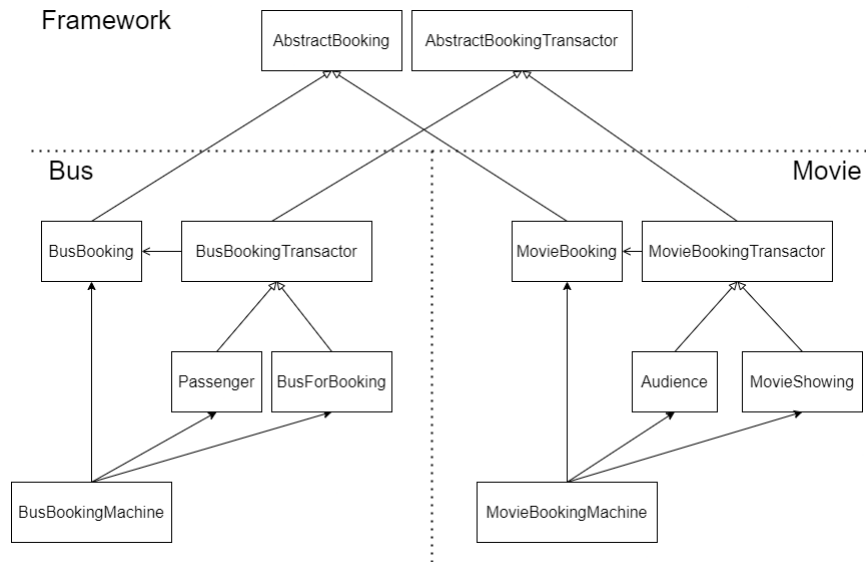 Framework
AbstractBooking
AbstractBookingTransactor
Bus
Movie
BusBooking
BusBookingTransactor
MovieBooking
MovieBookingTransactor
Passenger
BusForBooking
Audience
MovieShowing
BusBookingMachine
MovieBookingMachine